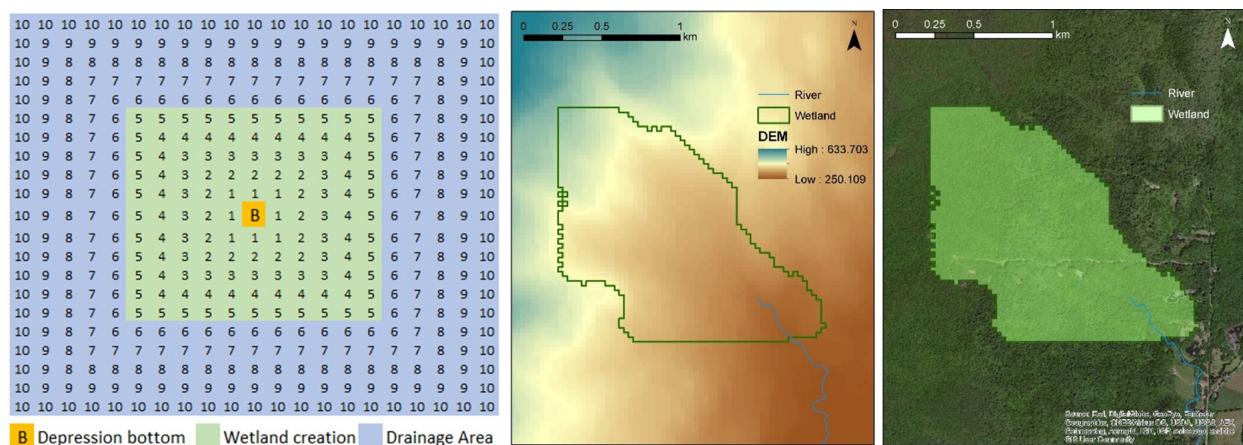 10 10 10 10 10 10 10 10 10 10 10 10 10 10 10 10 10 10 10 10 10
10 9 9 9 9 9 9 9 9 9 9 9 9 9 9 9 9 9 9 9 10
10 9 8 8 8 8 8 8 8 8 8 8 8 8 8 8 8 8 8 9 10
10 9 8 7 7 7 7 7 7 7 7 7 7 7 7 7 7 7 8 9 10
10 9 8 7 6 6 6 6 6 6 6 6 6 6 6 6 6 7 8 9 10
10 9 8 7 6 5 5 5 5 5 5 5 5 5 5 5 6 7 8 9 10
10 9 8 7 6 5 4 4 4 4 4 4 4 4 4 5 6 7 8 9 10
10 9 8 7 6 5 4 3 3 3 3 3 3 3 4 5 6 7 8 9 10
10 9 8 7 6 5 4 3 2 2 2 2 2 3 4 5 6 7 8 9 10
10 9 8 7 6 5 4 3 2 1 1 1 2 3 4 5 6 7 8 9 10
10 9 8 7 6 5 4 3 2 1 B 1 2 3 4 5 6 7 8 9 10
10 9 8 7 6 5 4 3 2 1 1 1 2 3 4 5 6 7 8 9 10
10 9 8 7 6 5 4 3 2 2 2 2 2 3 4 5 6 7 8 9 10
10 9 8 7 6 5 4 3 3 3 3 3 3 3 4 5 6 7 8 9 10
10 9 8 7 6 5 4 4 4 4 4 4 4 4 4 5 6 7 8 9 10
10 9 8 7 6 5 5 5 5 5 5 5 5 5 5 5 6 7 8 9 10
10 9 8 7 6 6 6 6 6 6 6 6 6 6 6 6 6 7 8 9 10
10 9 8 7 7 7 7 7 7 7 7 7 7 7 7 7 7 7 8 9 10
10 9 8 8 8 8 8 8 8 8 8 8 8 8 8 8 8 8 8 9 10
10 9 9 9 9 9 9 9 9 9 9 9 9 9 9 9 9 9 9 9 10
10 10 10 10 10 10 10 10 10 10 10 10 10 10 10 10 10 10 10 10 10
B Depression bottom Wetland creation Drainage Area
0 0.25 0.5 1
km
N
River
Wetland
DEM
High : 633.703
Low : 250.109
0 0.25 0.5 1
km
N
River
Wetland
GIS User Community